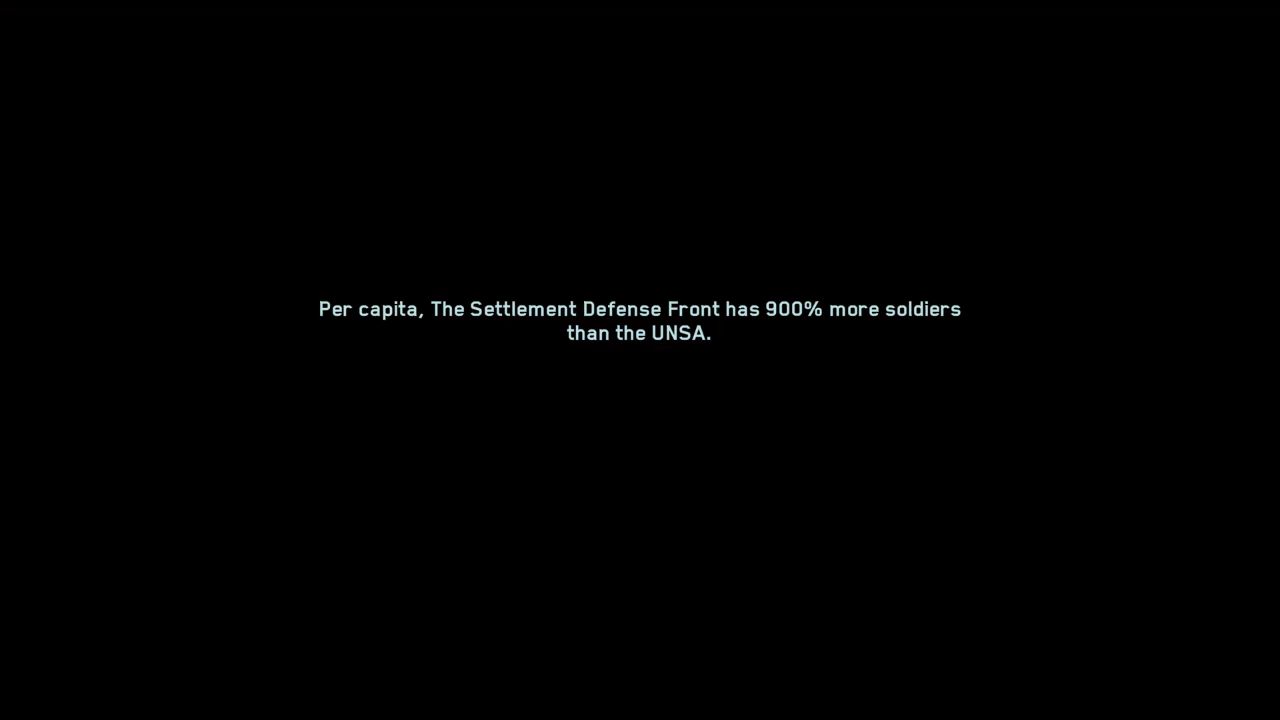 Per capita, The Settlement Defense Front has 900% more soldiers
than the UNSA.